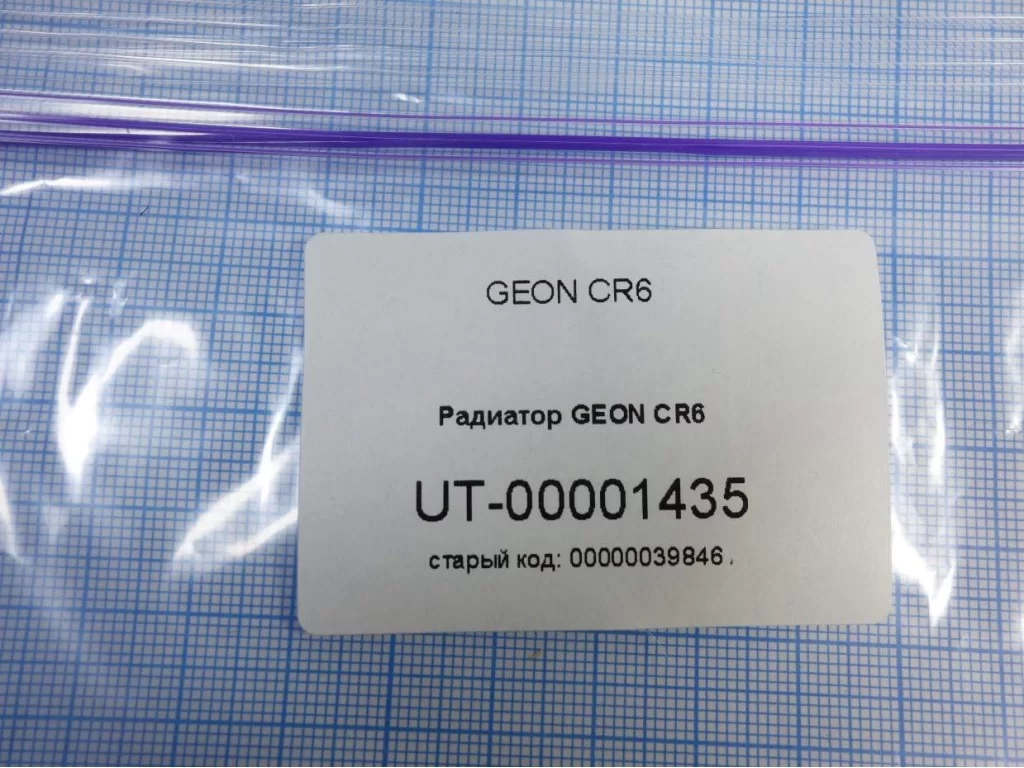 GEON CR6
Радиатор GEON CR6
UT-00001435
старый код: 00000039846